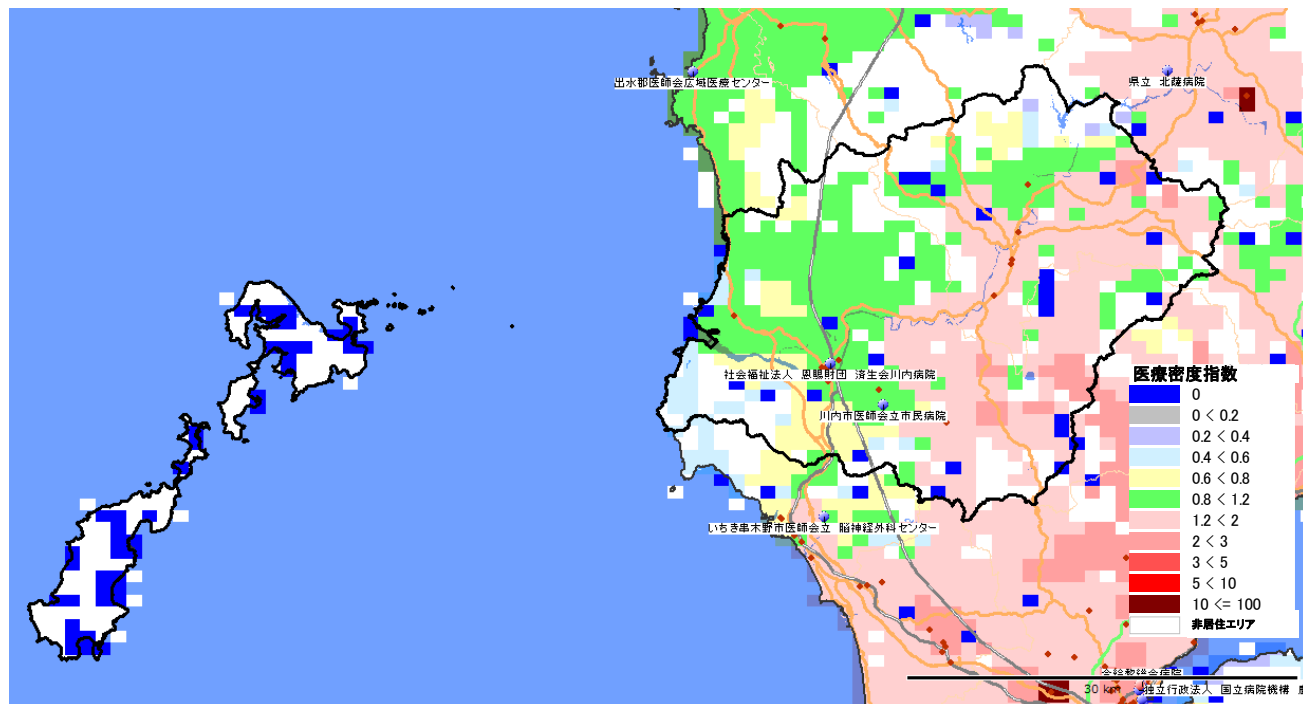 出水郡医師会広域医療センター
県立 北薩病院
社会福祉法人 恩賜財団 済生会川内病院
川内市医師会立市民病院
いちき串木野市医師会立 脳神経外科センター
医療密度指数
0
0 < 0.2
0.2 < 0.4
0.4 < 0.6
0.6 < 0.8
0.8 < 1.2
1.2 < 2
2 < 3
3 < 5
5 < 10
10 <= 100
非居住エリア
30 km
独立行政法人 国立病院機構